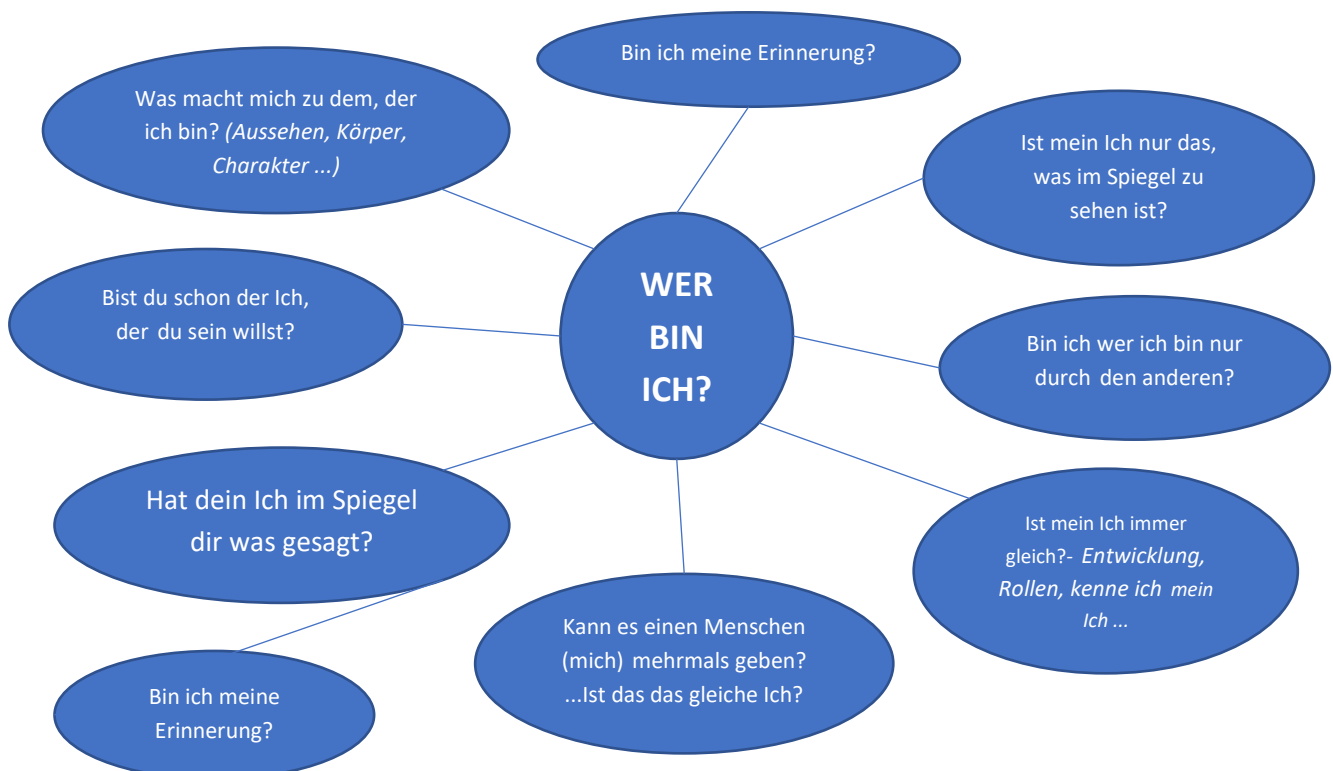 Bin ich meine Erinnerung?
Was macht mich zu dem, der
ich bin? (Aussehen, Körper,
Charakter ...)
Ist mein Ich nur das,
was im Spiegel zu
sehen ist?
WER
BIN
ICH?
Bist du schon der Ich,
der du sein willst?
Bin ich wer ich bin nur
durch den anderen?
Hat dein Ich im Spiegel
dir was gesagt?
Ist mein Ich immer
gleich?- Entwicklung,
Rollen, kenne ich mein
Ich ...
Kann es einen Menschen
(mich) mehrmals geben?
...Ist das das gleiche Ich?
Bin ich meine
Erinnerung?